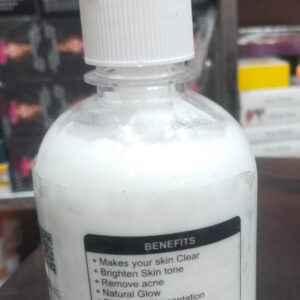 BENEFITS
• Makes your skin Clear
• Brighten Skin tone
• Remove acne
• Natural Glow